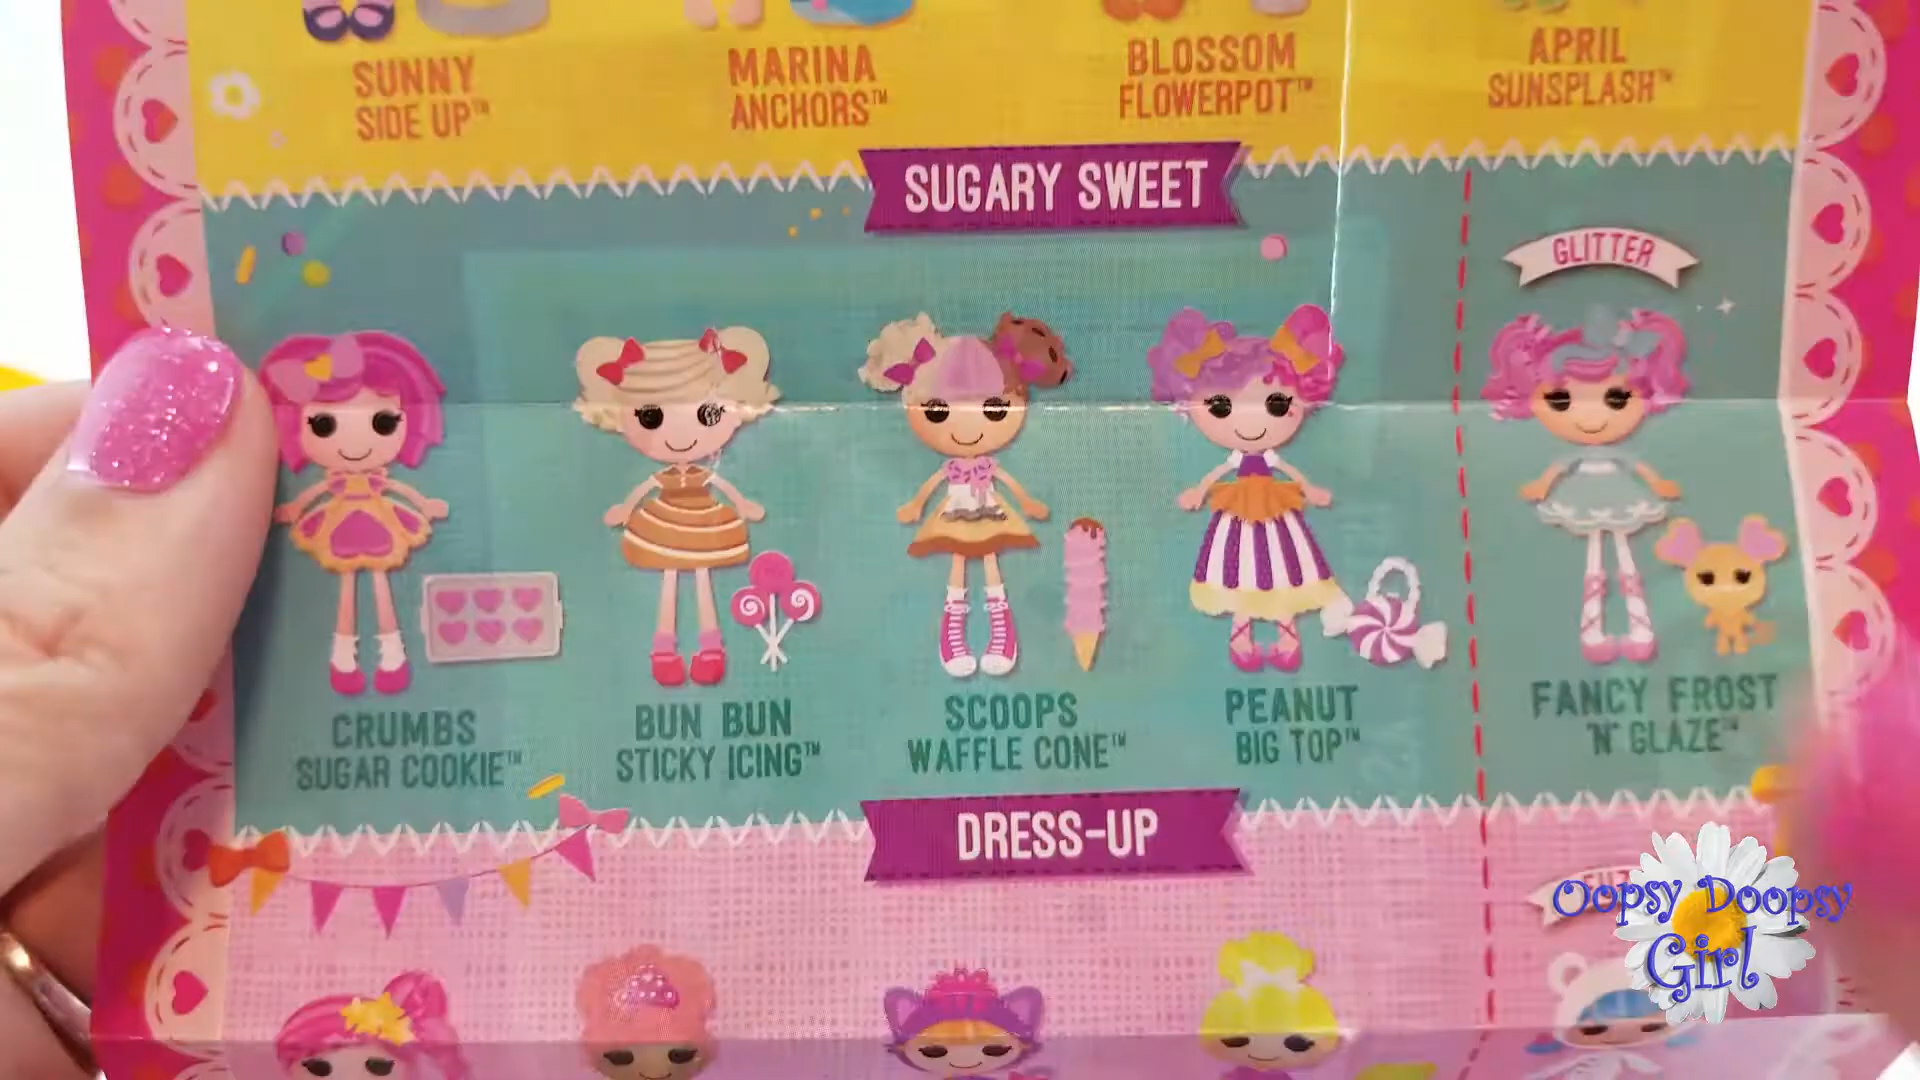 SUNNY
SIDE UP™
MARINA
ANCHORS™
BLOSSOM
FLOWERPOT™
APRIL
SUNSPLASH™
SUGARY SWEET
GLITTER
CRUMBS
SUGAR COOKIE™
BUN BUN
STICKY ICING™
SCOOPS
WAFFLE CONE™
PEANUT
BIG TOP™
FANCY FROST
'N' GLAZE™
DRESS-UP
Oopsy Doopsy
Girl